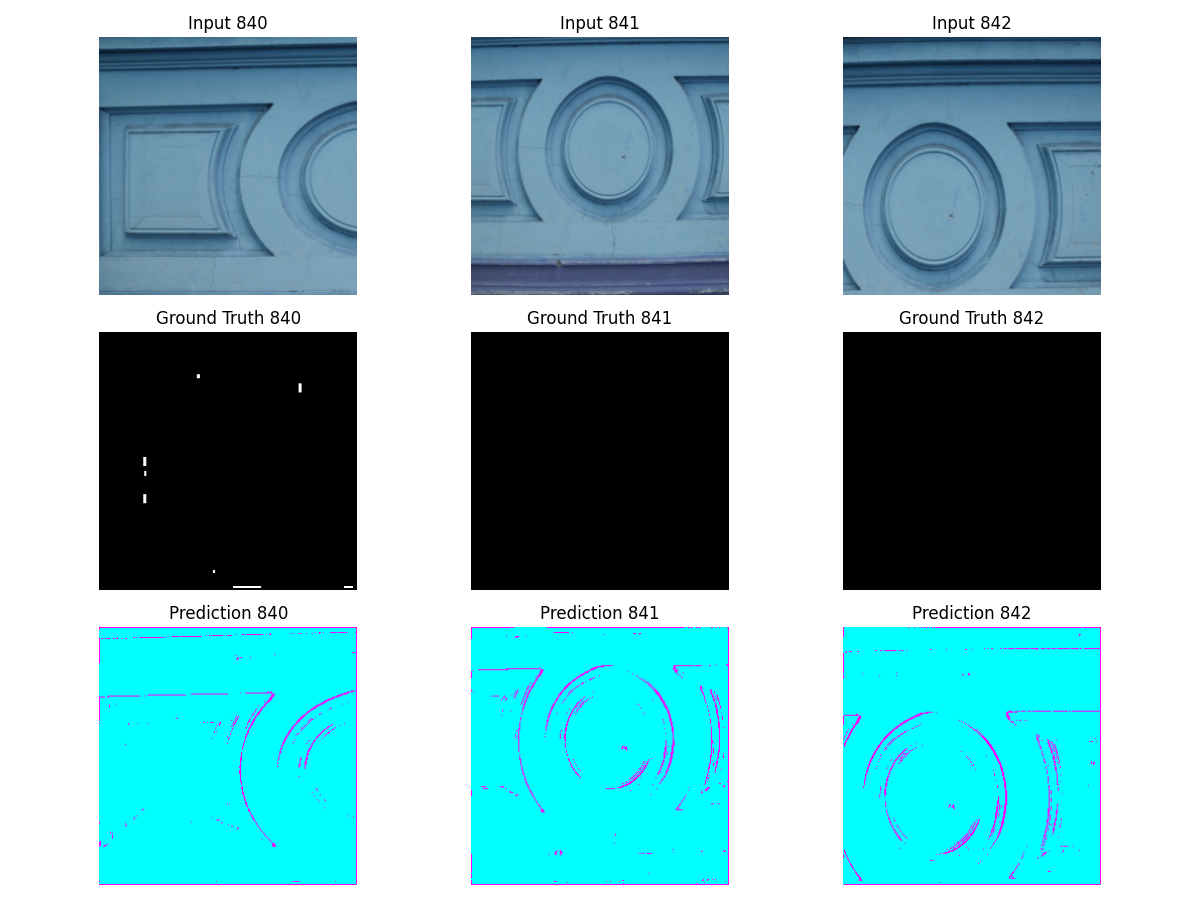 Input 840
Input 841
Input 842
Ground Truth 840
Ground Truth 841
Ground Truth 842
Prediction 840
Prediction 841
Prediction 842